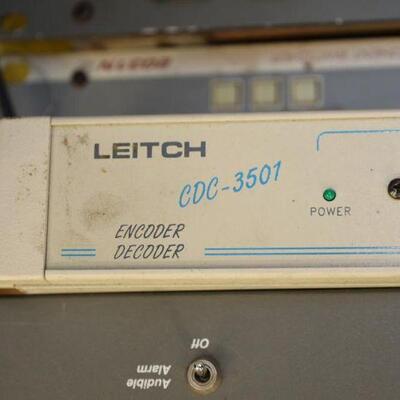 LEITCH
CDC-3501
POWER
ENCODER
DECODER
Off
Audible
Alarm